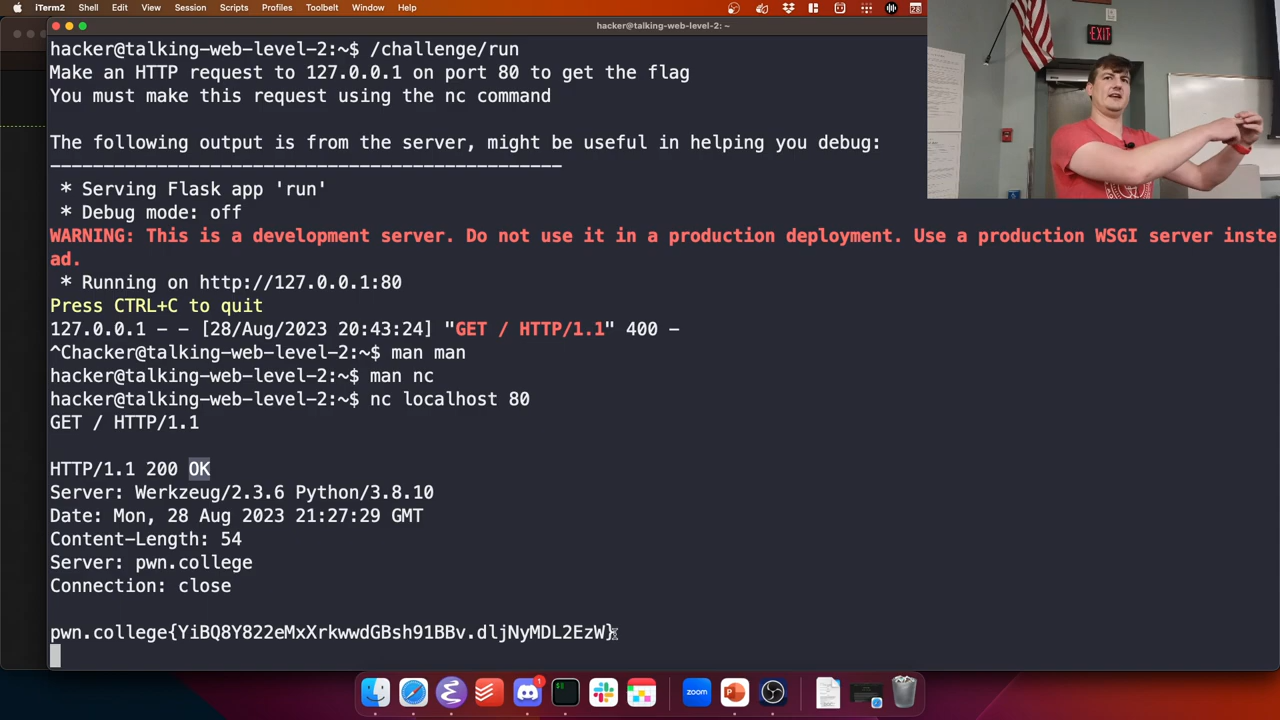 iTerm2 Shell Edit View Session Scripts Profiles Toolbelt Window Help
hacker@talking-web-level-2: ~
hacker@talking-web-level-2:~$ /challenge/run
Make an HTTP request to 127.0.0.1 on port 80 to get the flag
You must make this request using the nc command
The following output is from the server, might be useful in helping you debug:
-----------------------------------------------
* Serving Flask app 'run'
* Debug mode: off
WARNING: This is a development server. Do not use it in a production deployment. Use a production WSGI server inste
ad.
* Running on http://127.0.0.1:80
Press CTRL+C to quit
127.0.0.1 - - [28/Aug/2023 20:43:24] "GET / HTTP/1.1" 400 -
^Chacker@talking-web-level-2:~$ man man
hacker@talking-web-level-2:~$ man nc
hacker@talking-web-level-2:~$ nc localhost 80
GET / HTTP/1.1
HTTP/1.1 200 OK
Server: Werkzeug/2.3.6 Python/3.8.10
Date: Mon, 28 Aug 2023 21:27:29 GMT
Content-Length: 54
Server: pwn.college
Connection: close
pwn.college{YiBQ8Y822eMxXrkwwdGBsh91BBv.dljNyMDL2EzW}
EXIT
28
1
zoom